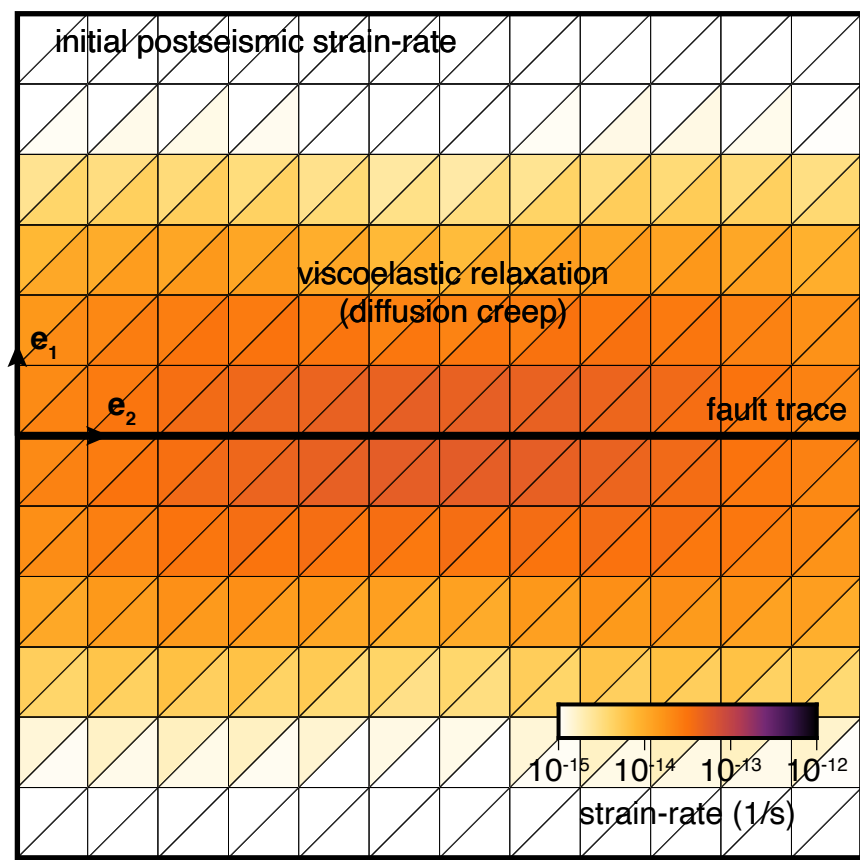 initial postseismic strain-rate
viscoelastic relaxation
(diffusion creep)
e₁
e₂
fault trace
10⁻¹⁵ 10⁻¹⁴ 10⁻¹³ 10⁻¹²
strain-rate (1/s)